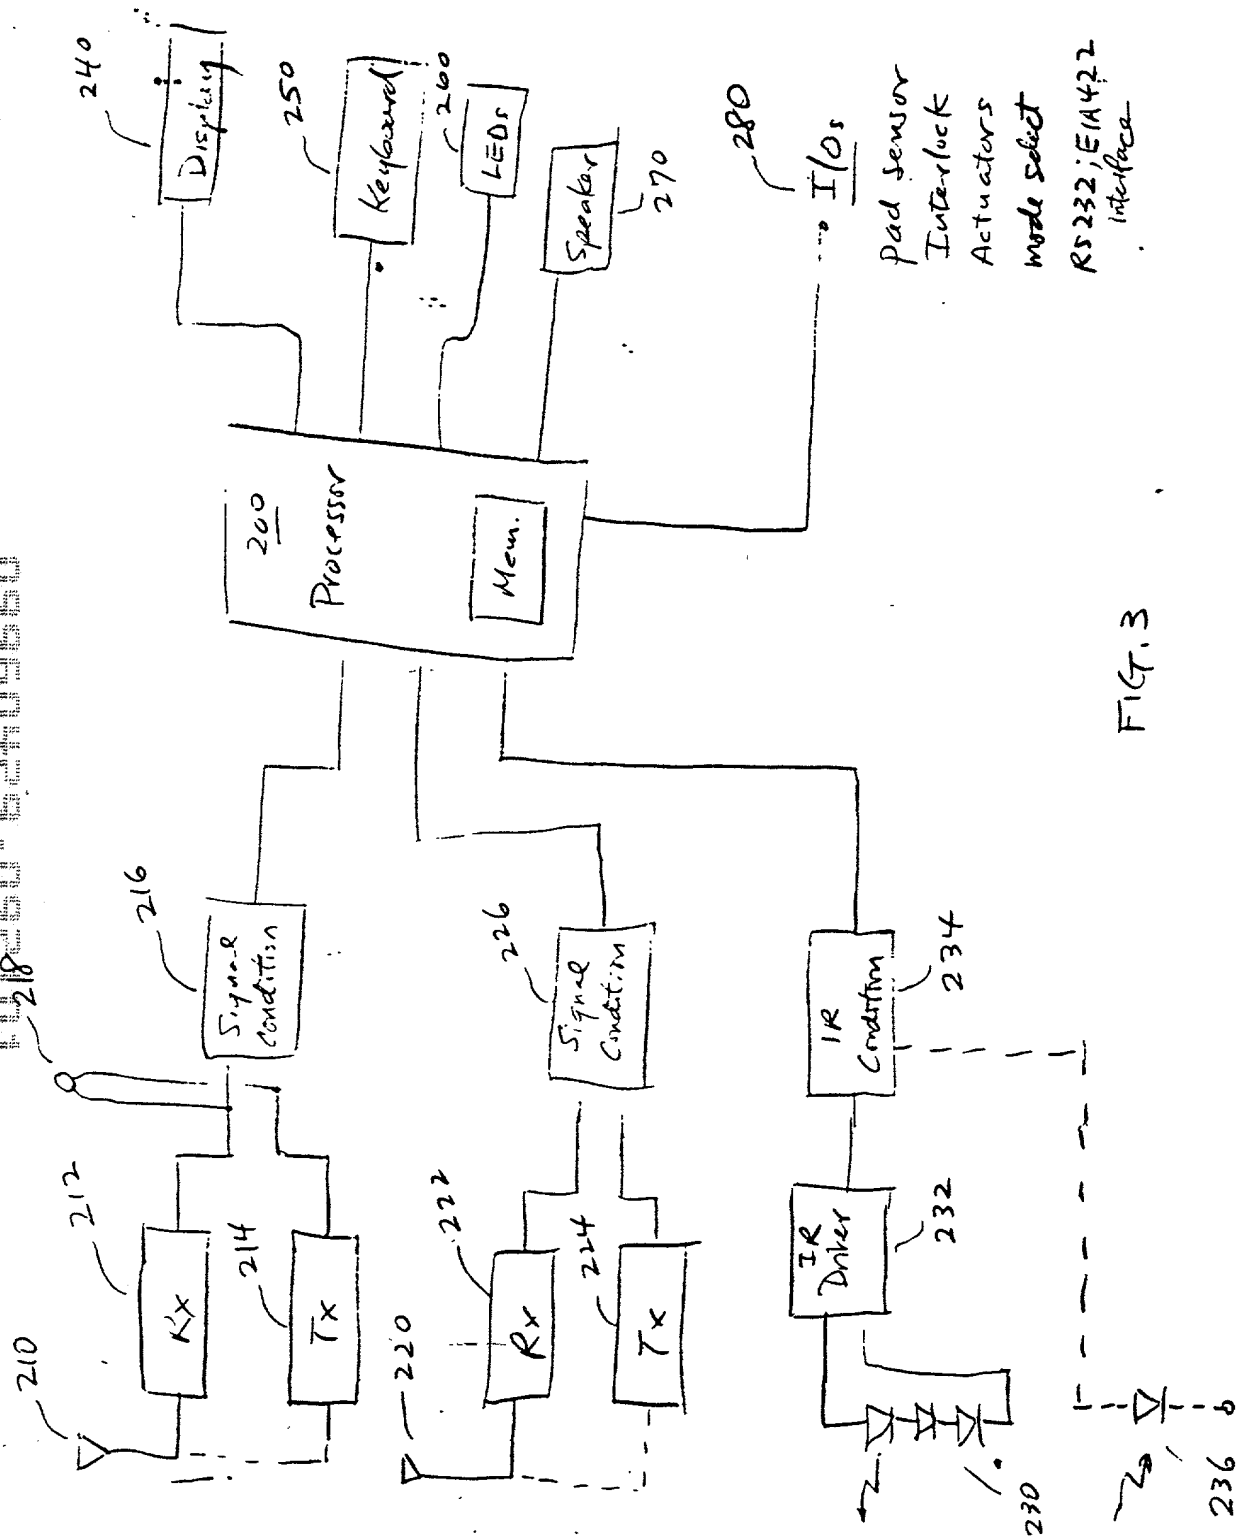 210
212
Rx
214
Tx
218
216
Signal
Condition
220
222
Rx
224
Tx
226
Signal
Condition
230
IR
Driver
232
IR
Condition
234
236
200
Processor
Mem.
240
Display
250
Keyboard
260
LEDs
Speaker
270
280
I/Os
Pad sensor
Interlock
Actuators
mode select
RS232; EIA422
interface
FIG. 3